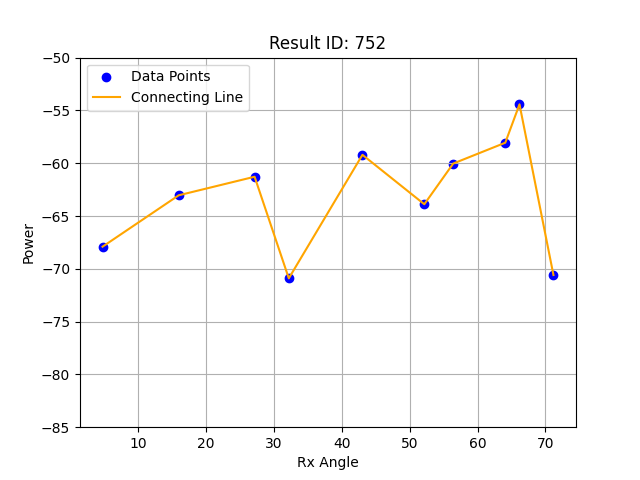 Result ID: 752
Data Points
Connecting Line
−50
−55
−60
−65
−70
−75
−80
−85
Power
10 20 30 40 50 60 70
Rx Angle